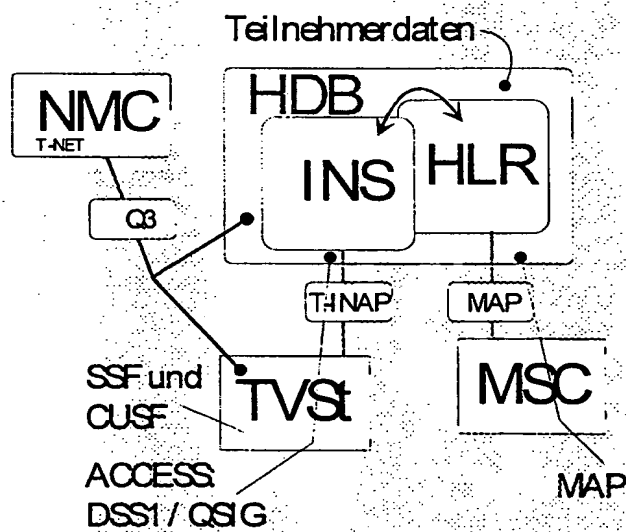 Teilnehmerdaten
HDB
NMC
T-NET
INS
HLR
Q3
T-INAP
MAP
SSF und
CUSF
TVSt
MSC
ACCESS:
DSS1 / QSIG
MAP